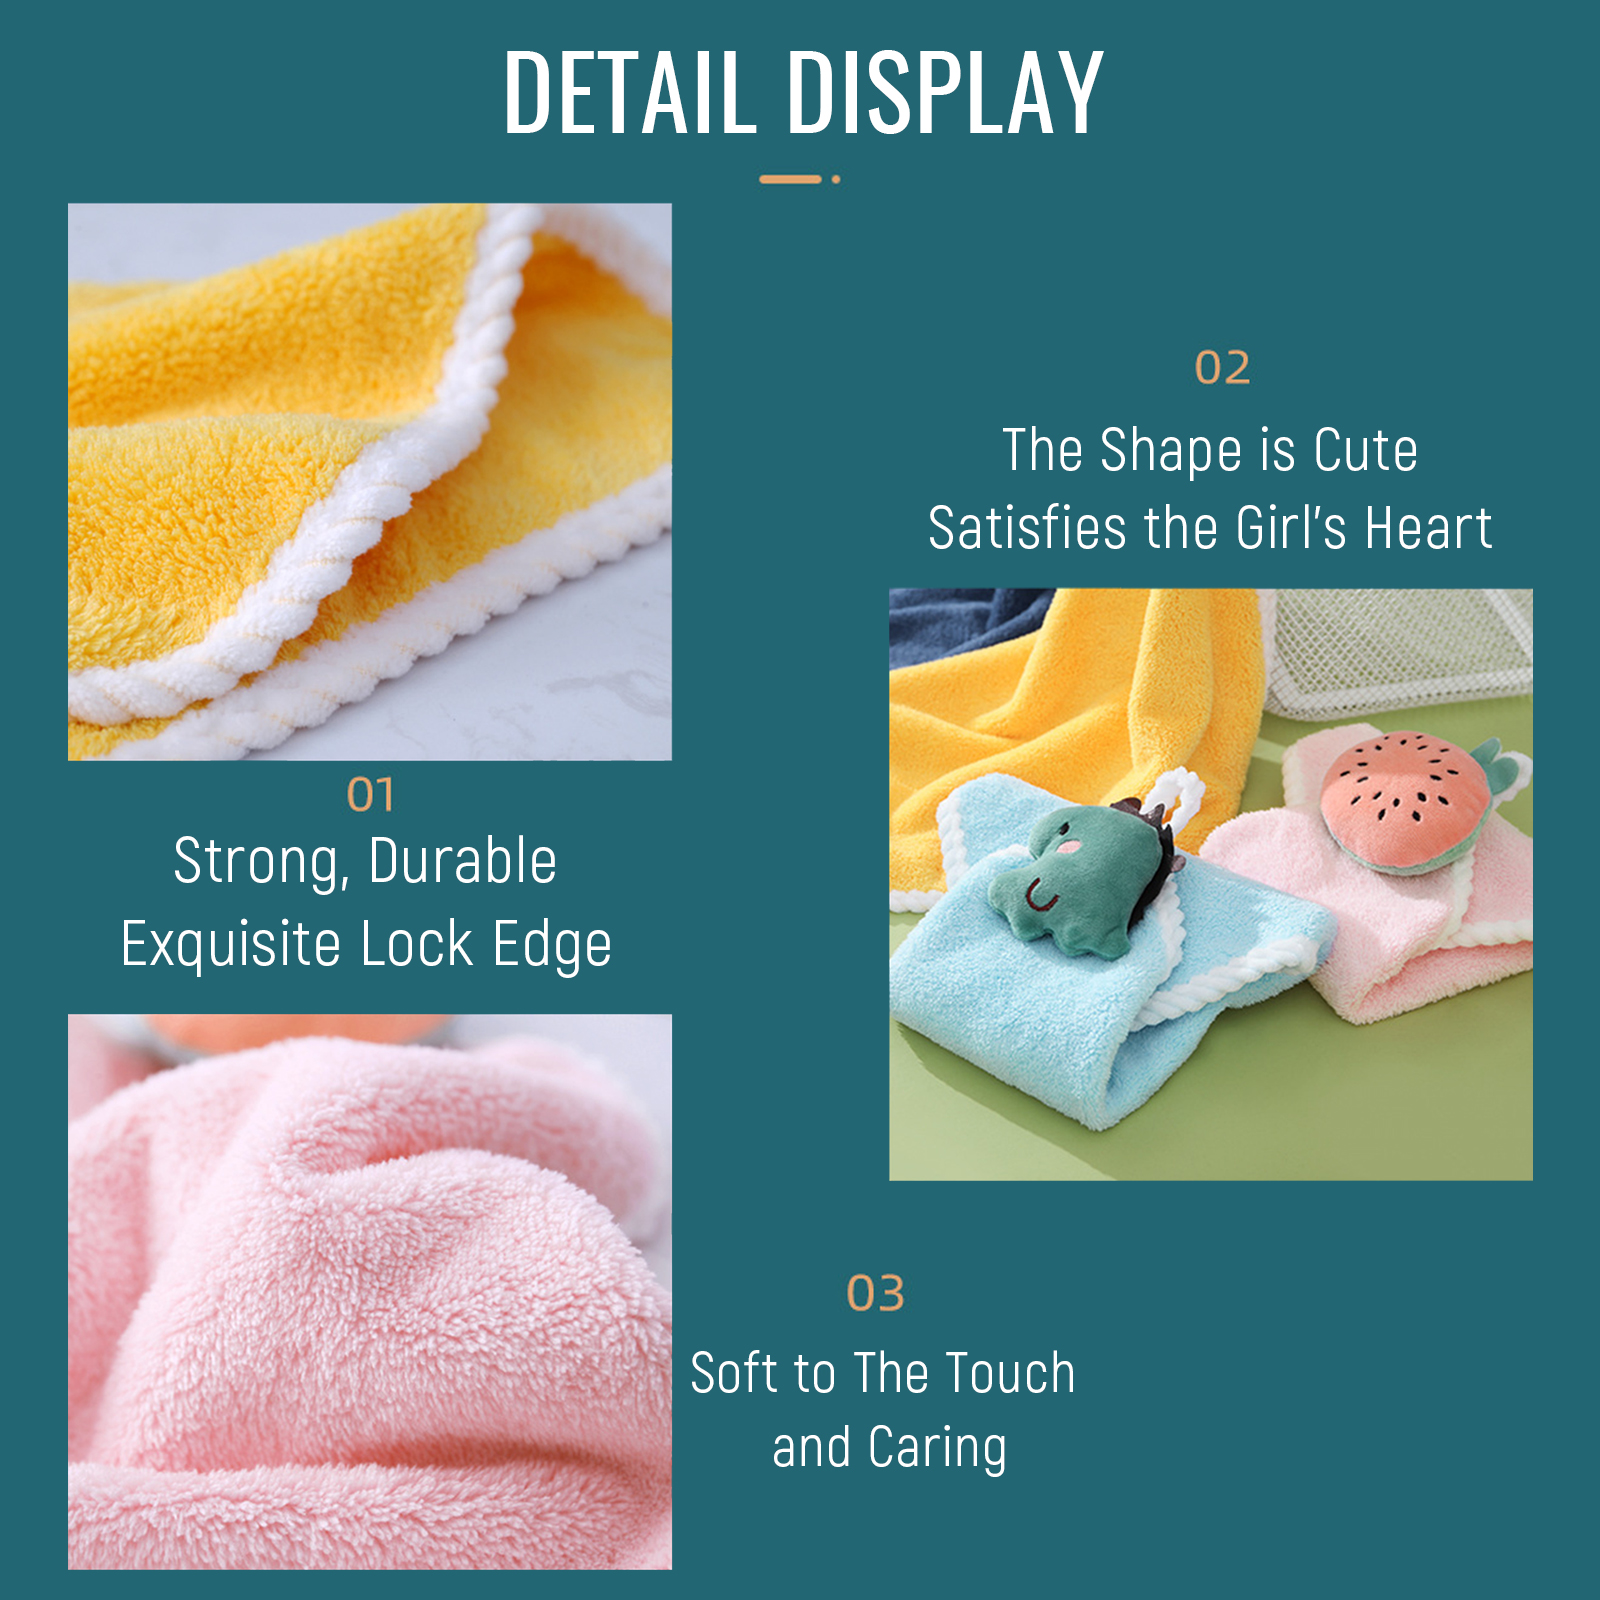 DETAIL DISPLAY
01
Strong, Durable
Exquisite Lock Edge
02
The Shape is Cute
Satisfies the Girl's Heart
03
Soft to The Touch
and Caring